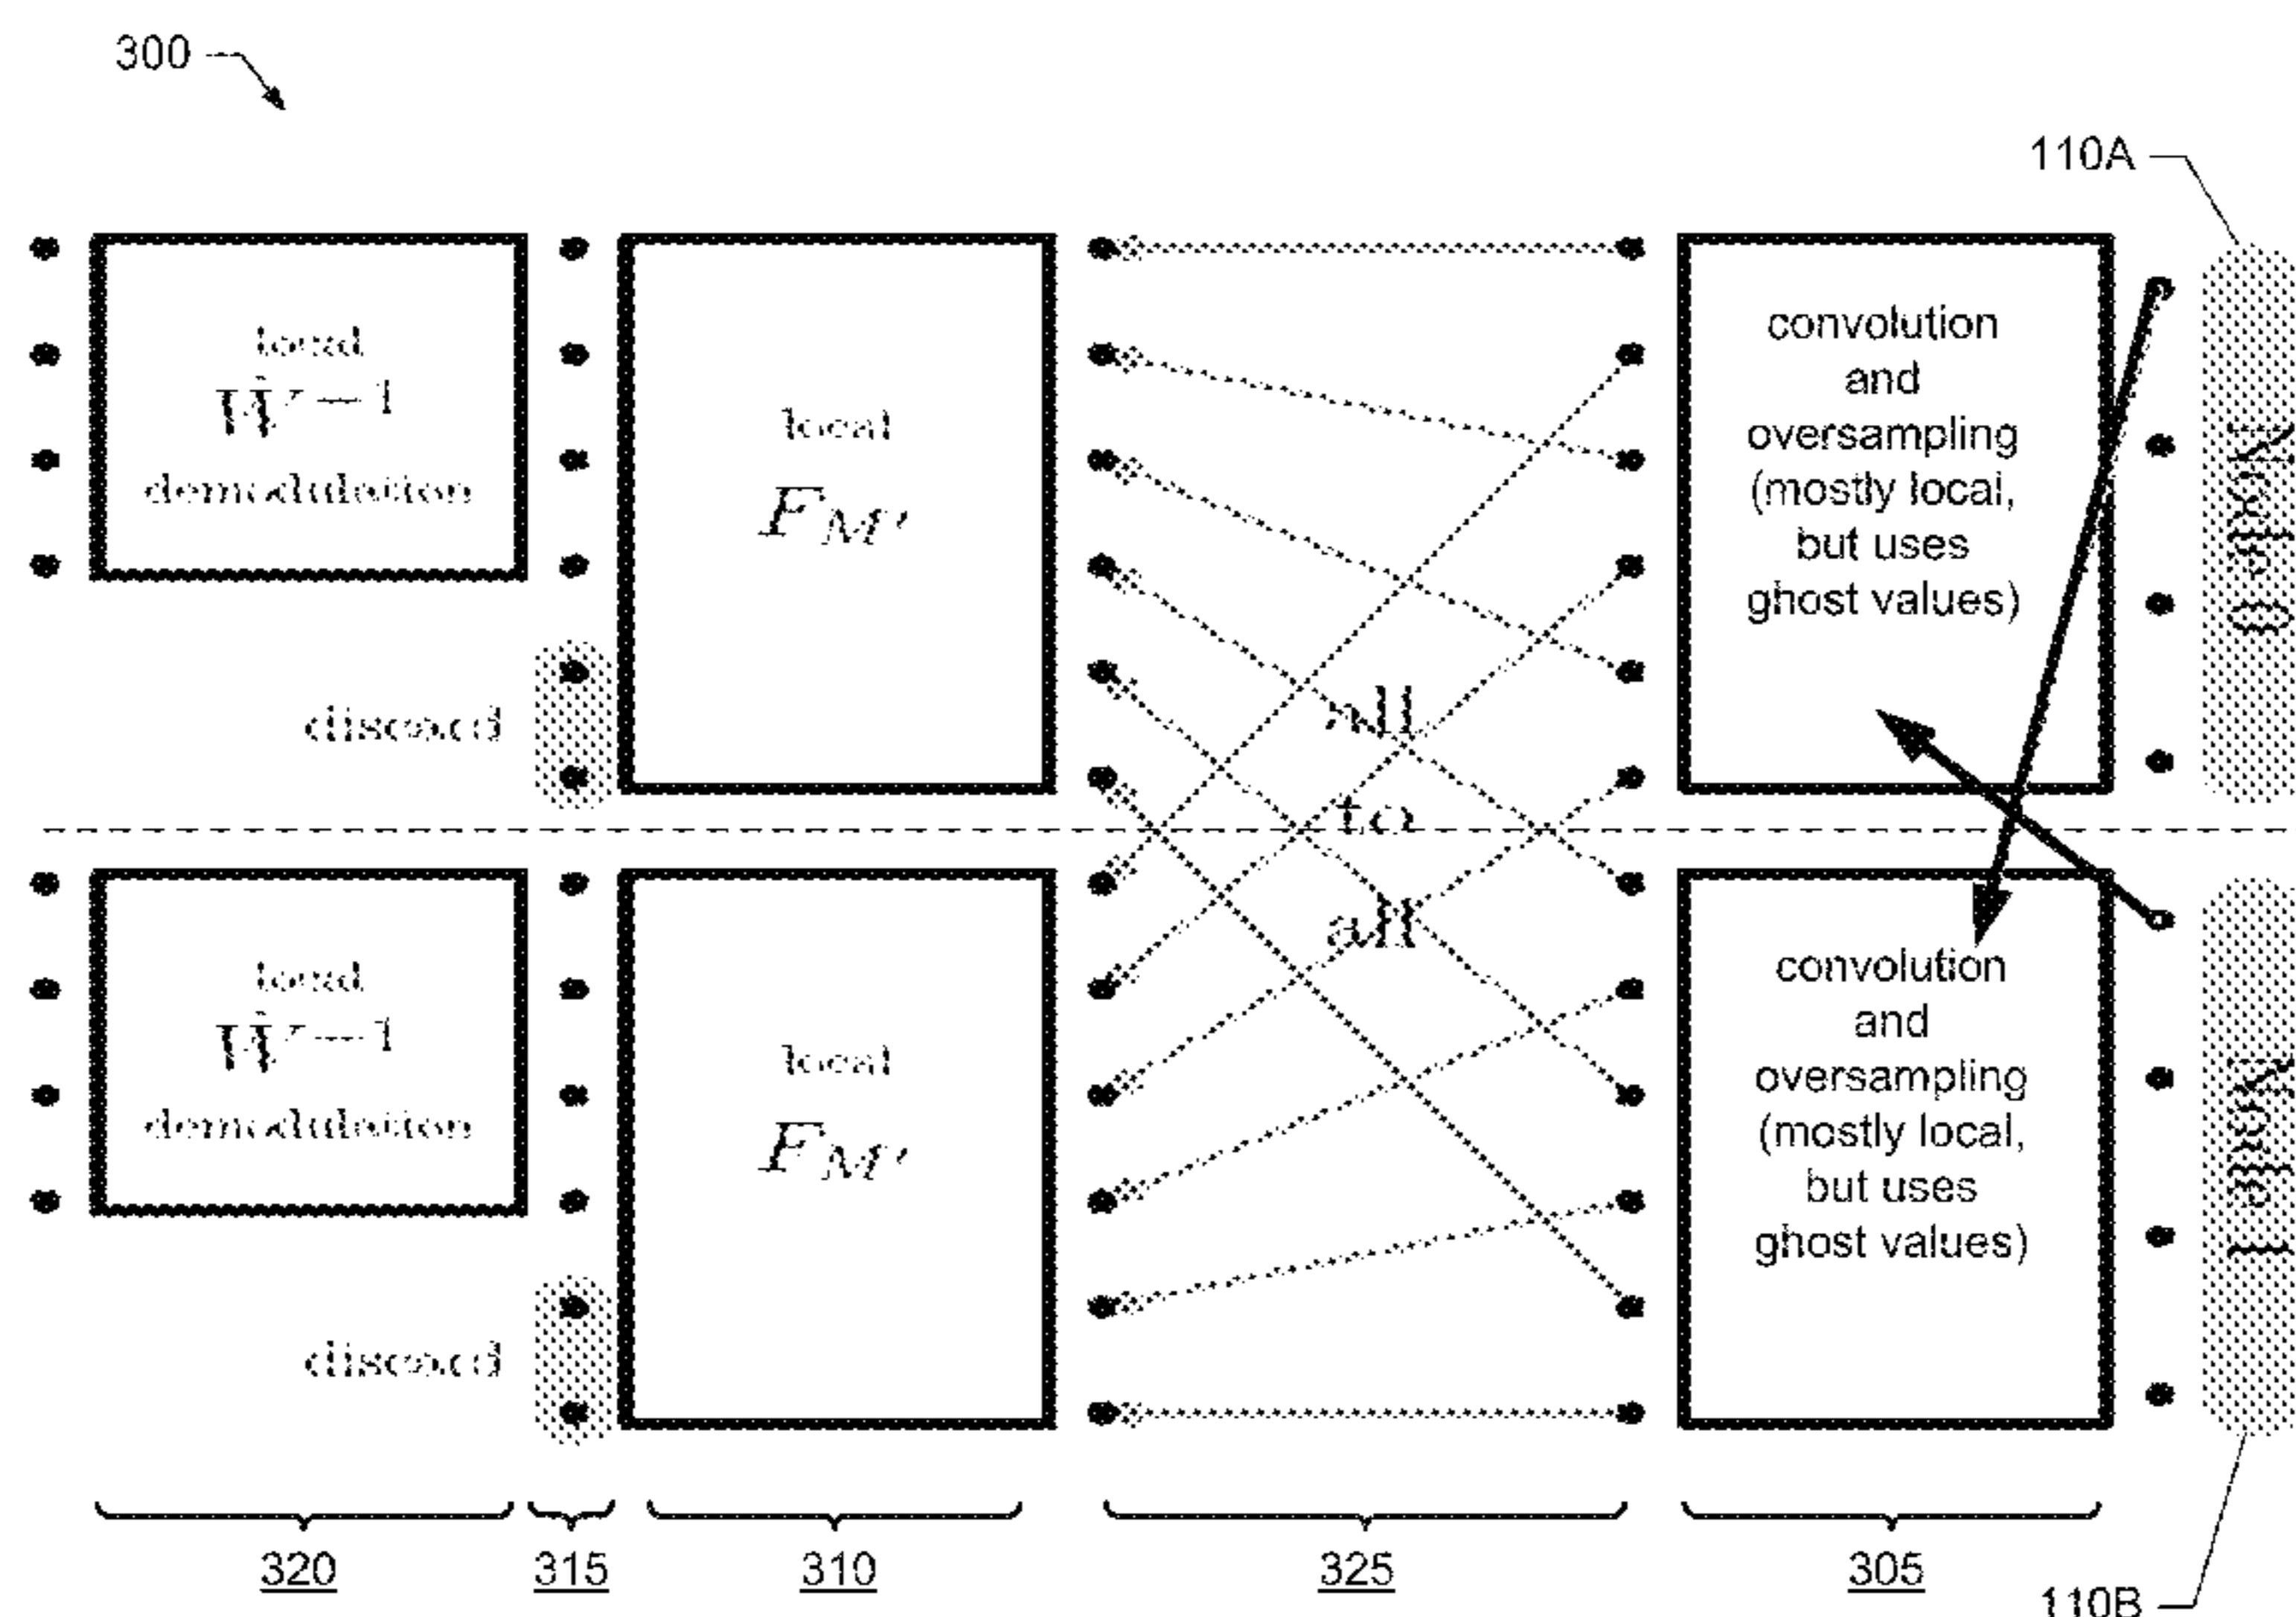 300
110A
local
Ŵ−1
demodulation
local
F M′
convolution
and
oversampling
(mostly local,
but uses
ghost values)
Node 0
discard
all
to
all
local
Ŵ−1
demodulation
local
F M′
convolution
and
oversampling
(mostly local,
but uses
ghost values)
Node 1
discard
320
315
310
325
305
110B